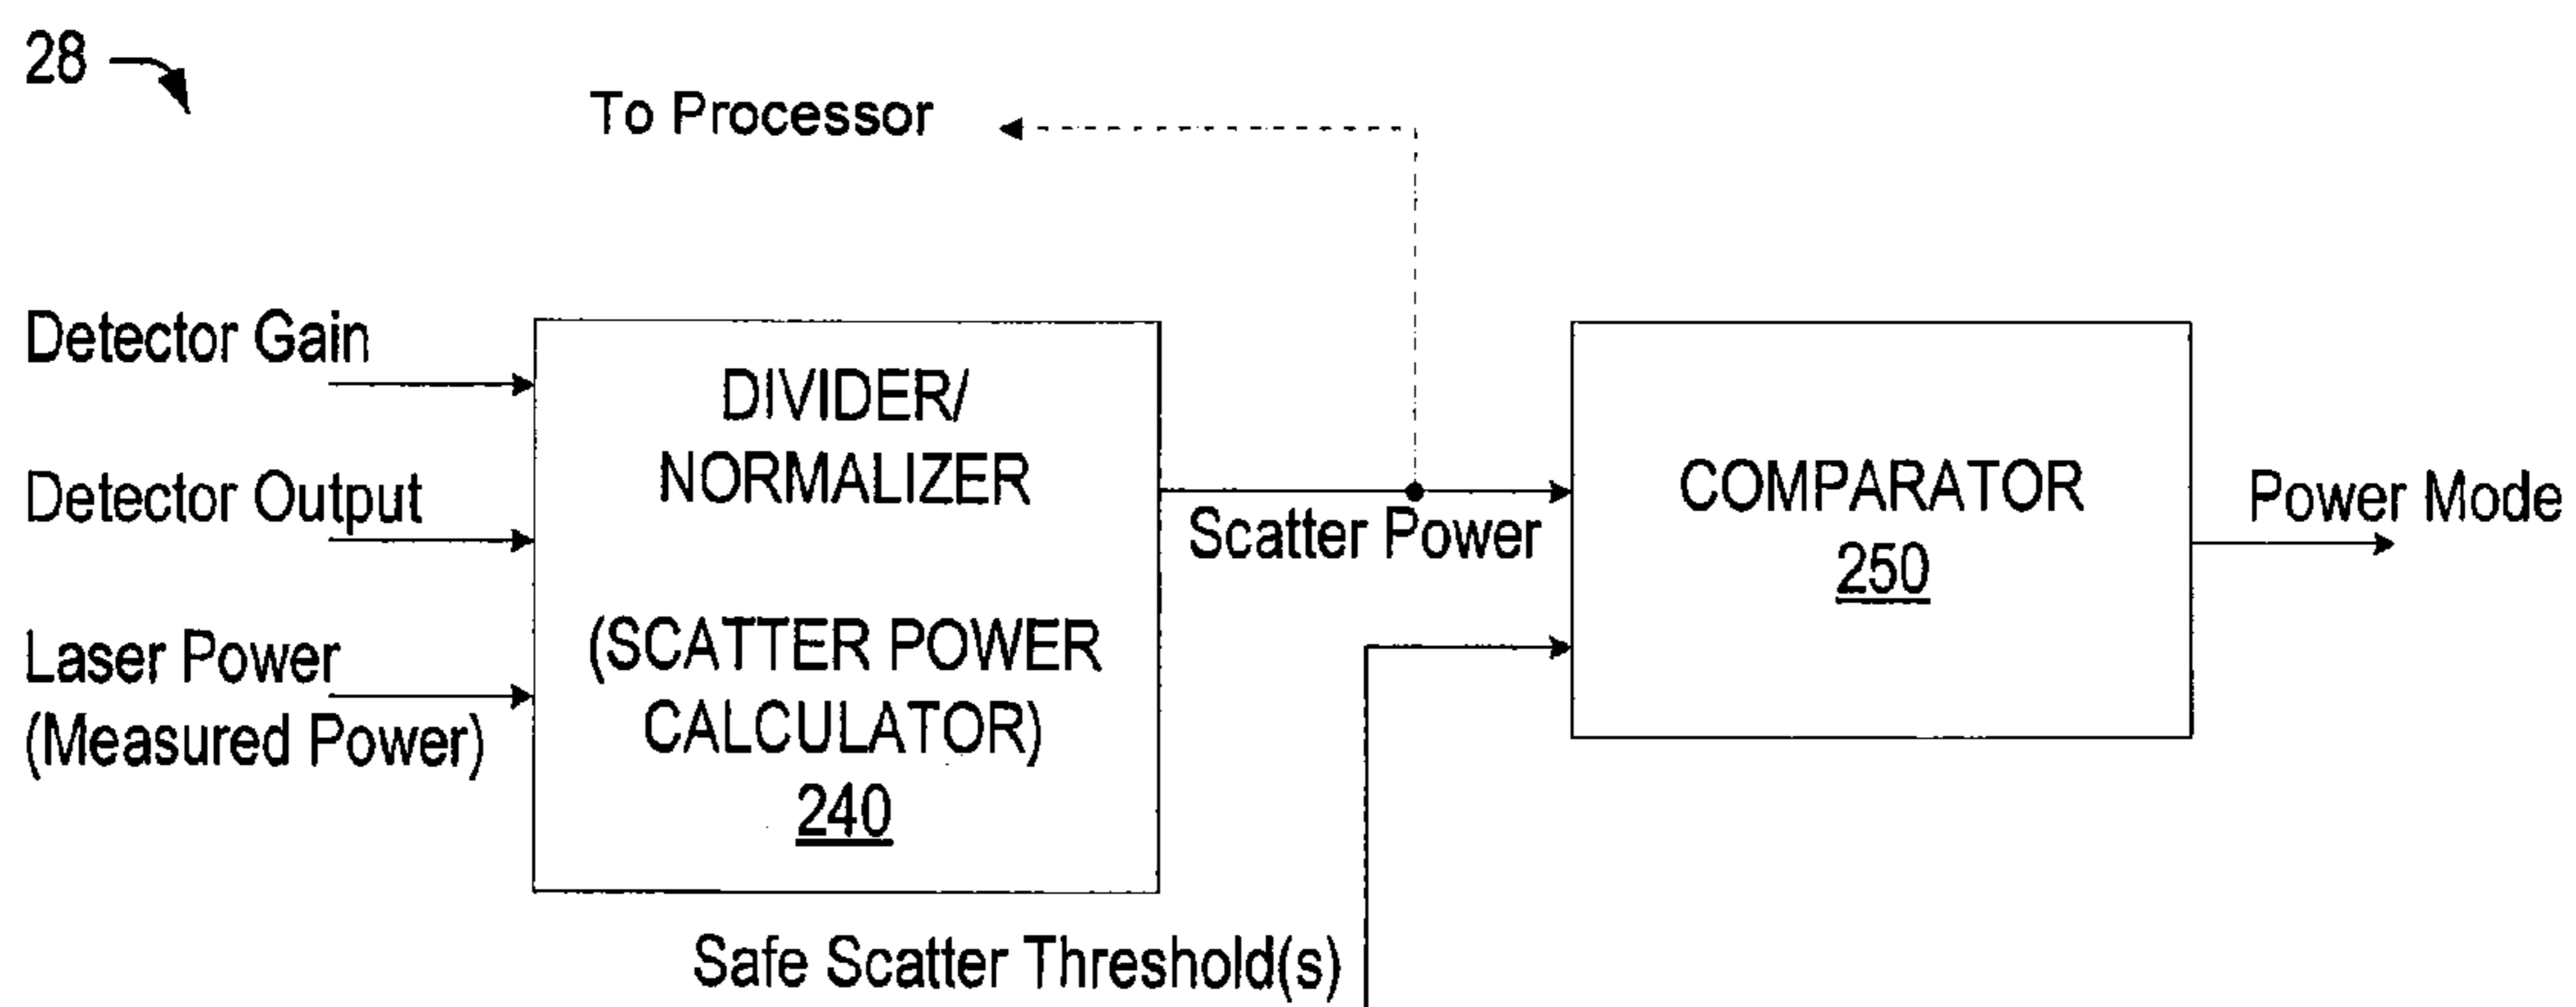 28
To Processor
Detector Gain
Detector Output
Laser Power
(Measured Power)
DIVIDER/
NORMALIZER
(SCATTER POWER
CALCULATOR)
240
Scatter Power
COMPARATOR
250
Power Mode
Safe Scatter Threshold(s)